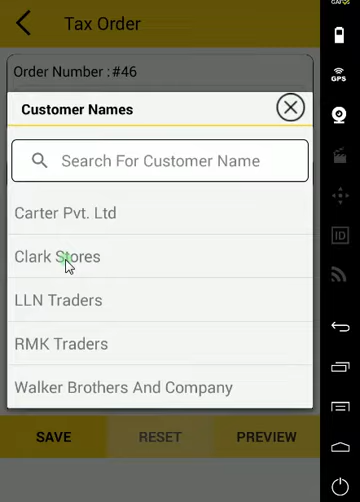 Tax Order
Order Number : #46
Customer Names
Search For Customer Name
Carter Pvt. Ltd
Clark Stores
LLN Traders
RMK Traders
Walker Brothers And Company
SAVE
RESET
PREVIEW
GPS
ID